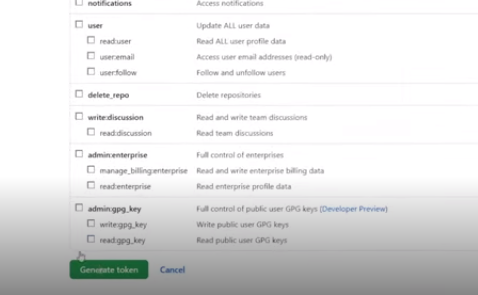 notifications Access notifications
user Update ALL user data
read:user Read ALL user profile data
user:email Access user email addresses (read-only)
user:follow Follow and unfollow users
delete_repo Delete repositories
write:discussion Read and write team discussions
read:discussion Read team discussions
admin:enterprise Full control of enterprises
manage_billing:enterprise Read and write enterprise billing data
read:enterprise Read enterprise profile data
admin:gpg_key Full control of public user GPG keys (Developer Preview)
write:gpg_key Write public user GPG keys
read:gpg_key Read public user GPG keys
Generate token Cancel